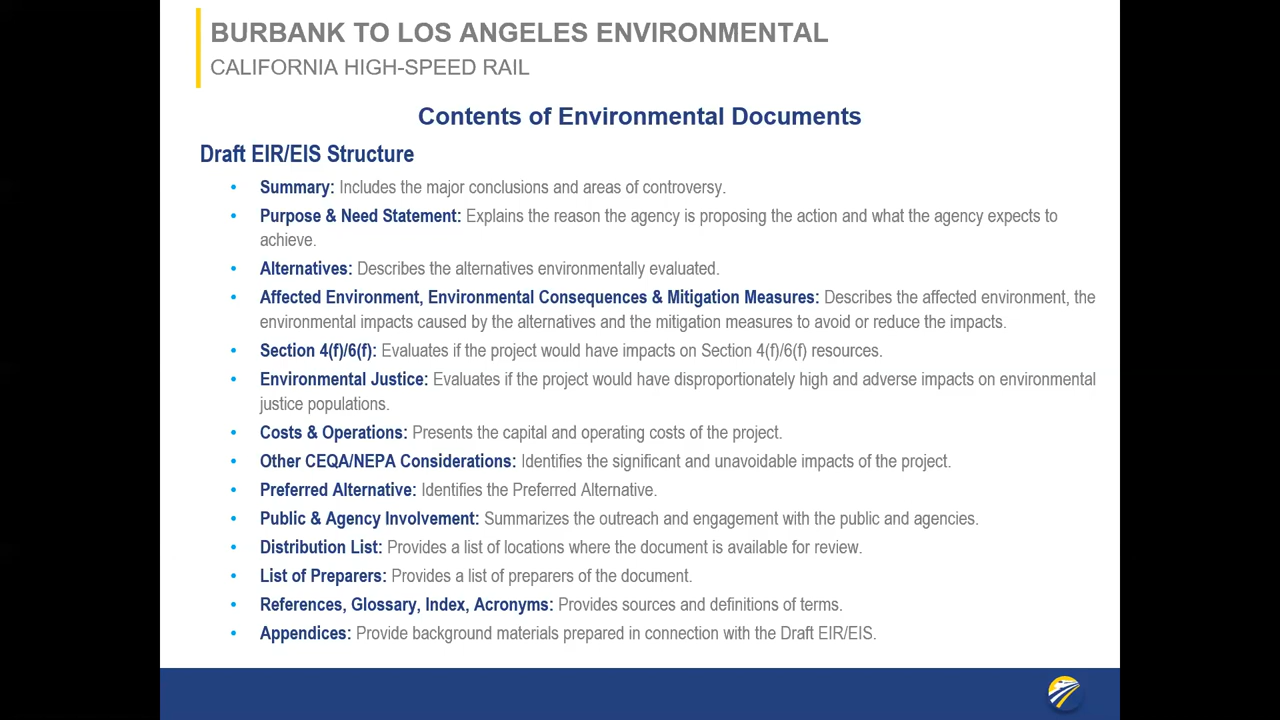 BURBANK TO LOS ANGELES ENVIRONMENTAL
CALIFORNIA HIGH-SPEED RAIL
Contents of Environmental Documents
Draft EIR/EIS Structure
• Summary: Includes the major conclusions and areas of controversy.
• Purpose & Need Statement: Explains the reason the agency is proposing the action and what the agency expects to
achieve.
• Alternatives: Describes the alternatives environmentally evaluated.
• Affected Environment, Environmental Consequences & Mitigation Measures: Describes the affected environment, the
environmental impacts caused by the alternatives and the mitigation measures to avoid or reduce the impacts.
• Section 4(f)/6(f): Evaluates if the project would have impacts on Section 4(f)/6(f) resources.
• Environmental Justice: Evaluates if the project would have disproportionately high and adverse impacts on environmental
justice populations.
• Costs & Operations: Presents the capital and operating costs of the project.
• Other CEQA/NEPA Considerations: Identifies the significant and unavoidable impacts of the project.
• Preferred Alternative: Identifies the Preferred Alternative.
• Public & Agency Involvement: Summarizes the outreach and engagement with the public and agencies.
• Distribution List: Provides a list of locations where the document is available for review.
• List of Preparers: Provides a list of preparers of the document.
• References, Glossary, Index, Acronyms: Provides sources and definitions of terms.
• Appendices: Provide background materials prepared in connection with the Draft EIR/EIS.